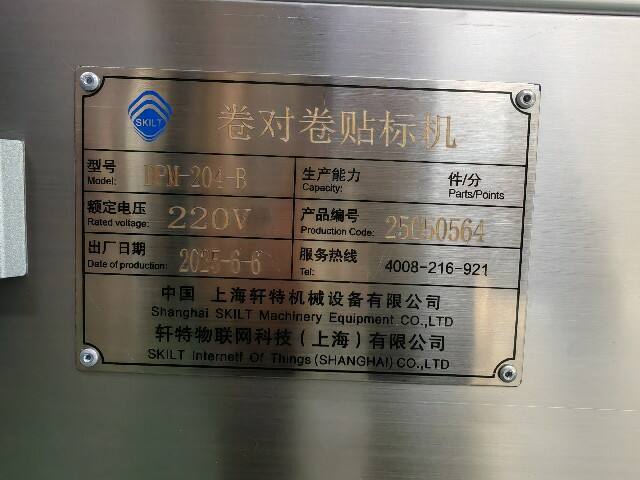 SKILT
卷对卷贴标机
型号 DPM-204-B 生产能力 件/分
Model: Capacity: Parts/Points
额定电压 220V 产品编号 25050564
Rated voltage: Production Code:
出厂日期 2025-6-6 服务热线
Date of production: Tel: 4008-216-921
中国 上海轩特机械设备有限公司
Shanghai SKILT Machinery Equipment CO.,LTD
轩特物联网科技(上海)有限公司
SKILT Internetf Of Things(SHANGHAI)CO.,LTD